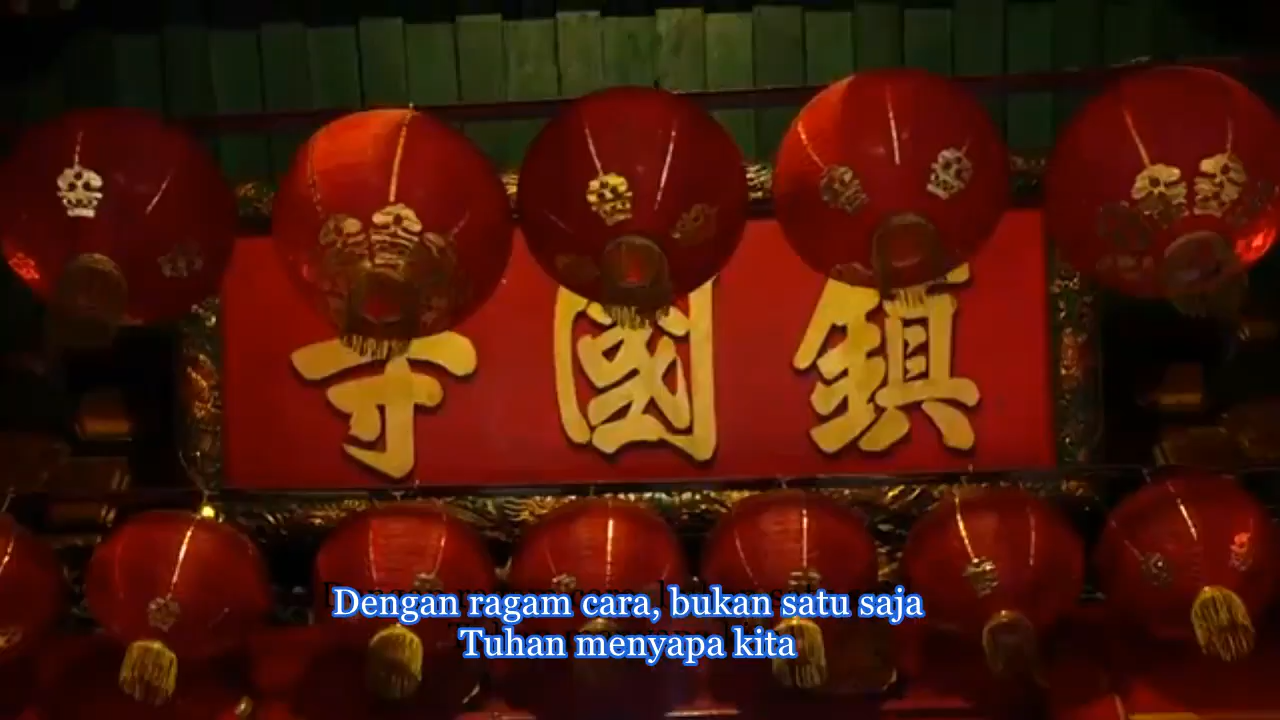 鎮國寺
Dengan ragam cara, bukan satu saja
Tuhan menyapa kita